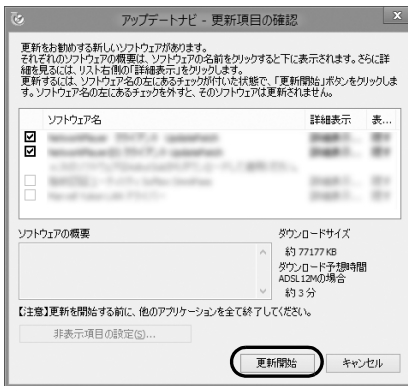 アップデートナビ - 更新項目の確認
x
更新をお勧めする新しいソフトウェアがあります。
それぞれのソフトウェアの概要は、ソフトウェアの名前をクリックすると下に表示されます。さらに詳
細を見るには、リスト右側の「詳細表示」をクリックします。
更新するには、ソフトウェア名の左にあるチェックが付いた状態で、「更新開始」ボタンをクリックしま
す。ソフトウェア名の左にあるチェックを外すと、そのソフトウェアは更新されません。
ソフトウェア名 詳細表示 表...
ソフトウェアの概要
ダウンロードサイズ
約 77177 KB
ダウンロード予想時間
ADSL 12Mの場合
約 3 分
【注意】更新を開始する前に、他のアプリケーションを全て終了してください。
非表示項目の設定(S)...
更新開始
キャンセル